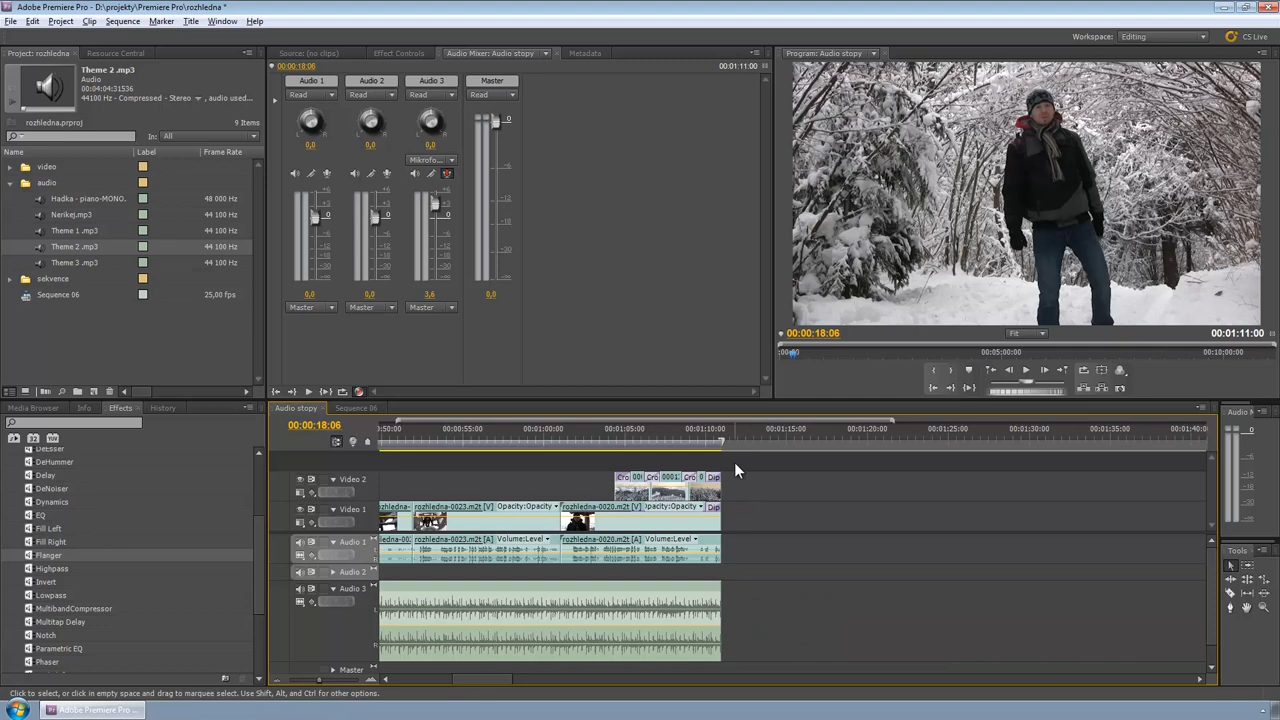 Adobe Premiere Pro - D:\projekty\Premiere Pro\rozhledna *
File Edit Project Clip Sequence Marker Title Window Help
Workspace: Editing CS Live
Project: rozhledna Resource Central
Theme 2 .mp3
Audio
00:04:04:31536
44100 Hz - Compressed - Stereo , audio used...
rozhledna.prproj 9 Items
In: All
Name Label Frame Rate
video
audio
Hadka - piano-MONO. 48 000 Hz
Nerikej.mp3 44 100 Hz
Theme 1 .mp3 44 100 Hz
Theme 2 .mp3 44 100 Hz
Theme 3 .mp3 44 100 Hz
sekvence
Sequence 06 25,00 fps
Source: (no clips) Effect Controls Audio Mixer: Audio stopy Metadata
00:00:18:06 00:01:11:00
Audio 1 Audio 2 Audio 3 Master
Read Read Read Read
L R L R L R
0,0 0,0 0,0
Mikrofo...
0,0 0,0 3,6 0,0
Master Master Master
Program: Audio stopy
00:00:18:06 Fit 00:01:11:00
;00;00 00:05:00:00 00:10:00:00
Media Browser Info Effects History
DeEsser
DeHummer
Delay
DeNoiser
Dynamics
EQ
Fill Left
Fill Right
Flanger
Highpass
Invert
Lowpass
MultibandCompressor
Multitap Delay
Notch
Parametric EQ
Phaser
Audio stopy Sequence 06
00:00:18:06
:50:00 00:00:55:00 00:01:00:00 00:01:05:00 00:01:10:00 00:01:15:00 00:01:20:00 00:01:25:00 00:01:30:00 00:01:35:00 00:01:40:00
Video 2 Cro Cro Cro Dip
Video 1 rozhledna-0023.m2t [V] Opacity:Opacity rozhledna-0020.m2t [V] Opacity:Opacity Dip
Audio 1 rozhledna-0023.m2t [A] Volume:Level rozhledna-0020.m2t [A] Volume:Level
Audio 2
Audio 3
L
R
Master
Audio M
Tools
Click to select, or click in empty space and drag to marquee select. Use Shift, Alt, and Ctrl for other options.
Adobe Premiere Pro ...